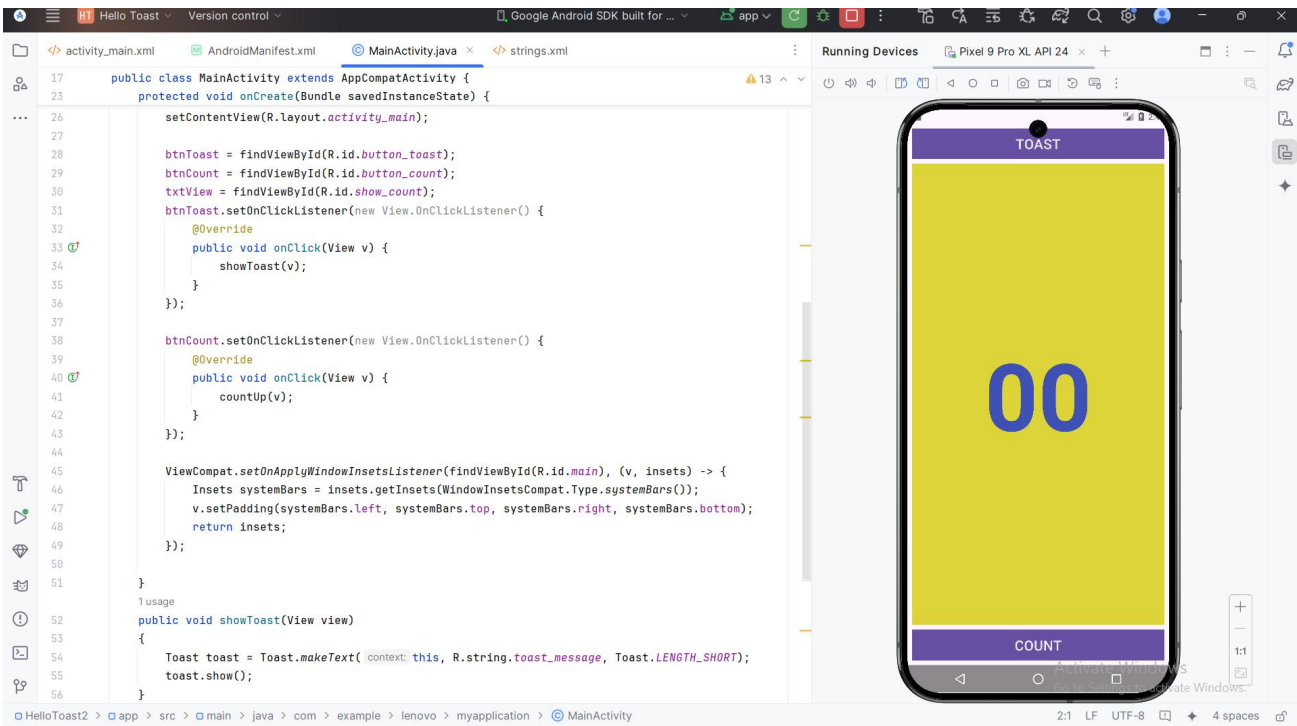 HT Hello Toast Version control Google Android SDK built for ... app
activity_main.xml AndroidManifest.xml MainActivity.java strings.xml Running Devices Pixel 9 Pro XL API 24
17 public class MainActivity extends AppCompatActivity { 13
23 protected void onCreate(Bundle savedInstanceState) {
26 setContentView(R.layout.activity_main);
27
28 btnToast = findViewById(R.id.button_toast);
29 btnCount = findViewById(R.id.button_count);
30 txtView = findViewById(R.id.show_count);
31 btnToast.setOnClickListener(new View.OnClickListener() {
32 @Override
33 public void onClick(View v) {
34 showToast(v);
35 }
36 });
37
38 btnCount.setOnClickListener(new View.OnClickListener() {
39 @Override
40 public void onClick(View v) {
41 countUp(v);
42 }
43 });
44
45 ViewCompat.setOnApplyWindowInsetsListener(findViewById(R.id.main), (v, insets) -> {
46 Insets systemBars = insets.getInsets(WindowInsetsCompat.Type.systemBars());
47 v.setPadding(systemBars.left, systemBars.top, systemBars.right, systemBars.bottom);
48 return insets;
49 });
50
51 }
1 usage
52 public void showToast(View view)
53 {
54 Toast toast = Toast.makeText( context: this, R.string.toast_message, Toast.LENGTH_SHORT);
55 toast.show();
56 }
TOAST
00
COUNT
1:1
Activate Windows
Go to Settings to activate Windows.
HelloToast2 > app > src > main > java > com > example > lenovo > myapplication > MainActivity 2:1 LF UTF-8 4 spaces